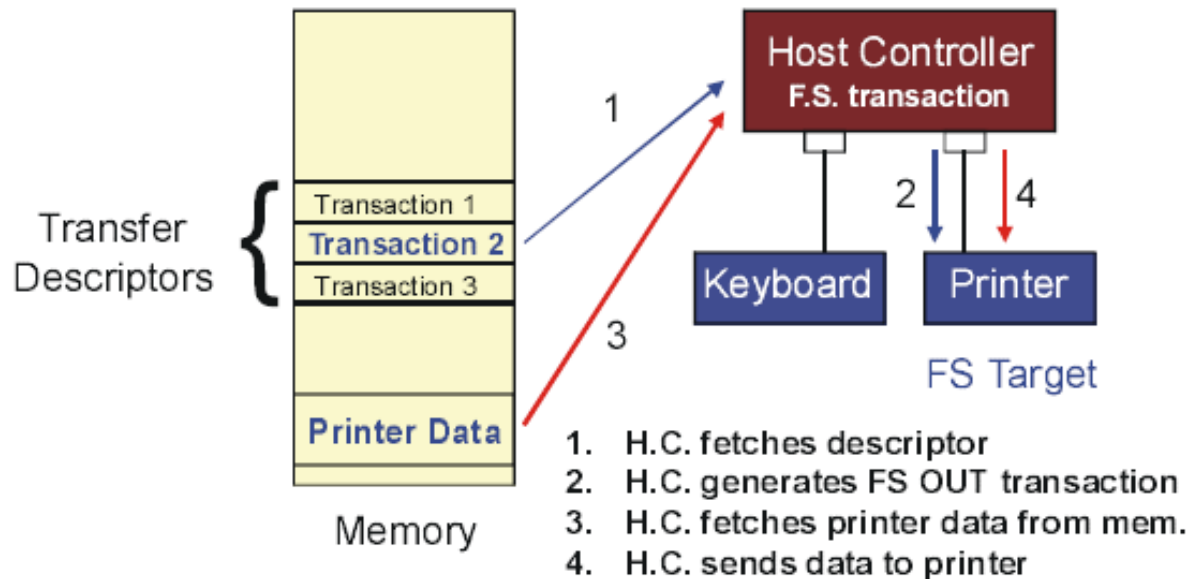 Host Controller
F.S. transaction
1
2
4
Transfer
Descriptors
{
Transaction 1
Transaction 2
Transaction 3
Keyboard
Printer
3
FS Target
Printer Data
Memory
1. H.C. fetches descriptor
2. H.C. generates FS OUT transaction
3. H.C. fetches printer data from mem.
4. H.C. sends data to printer